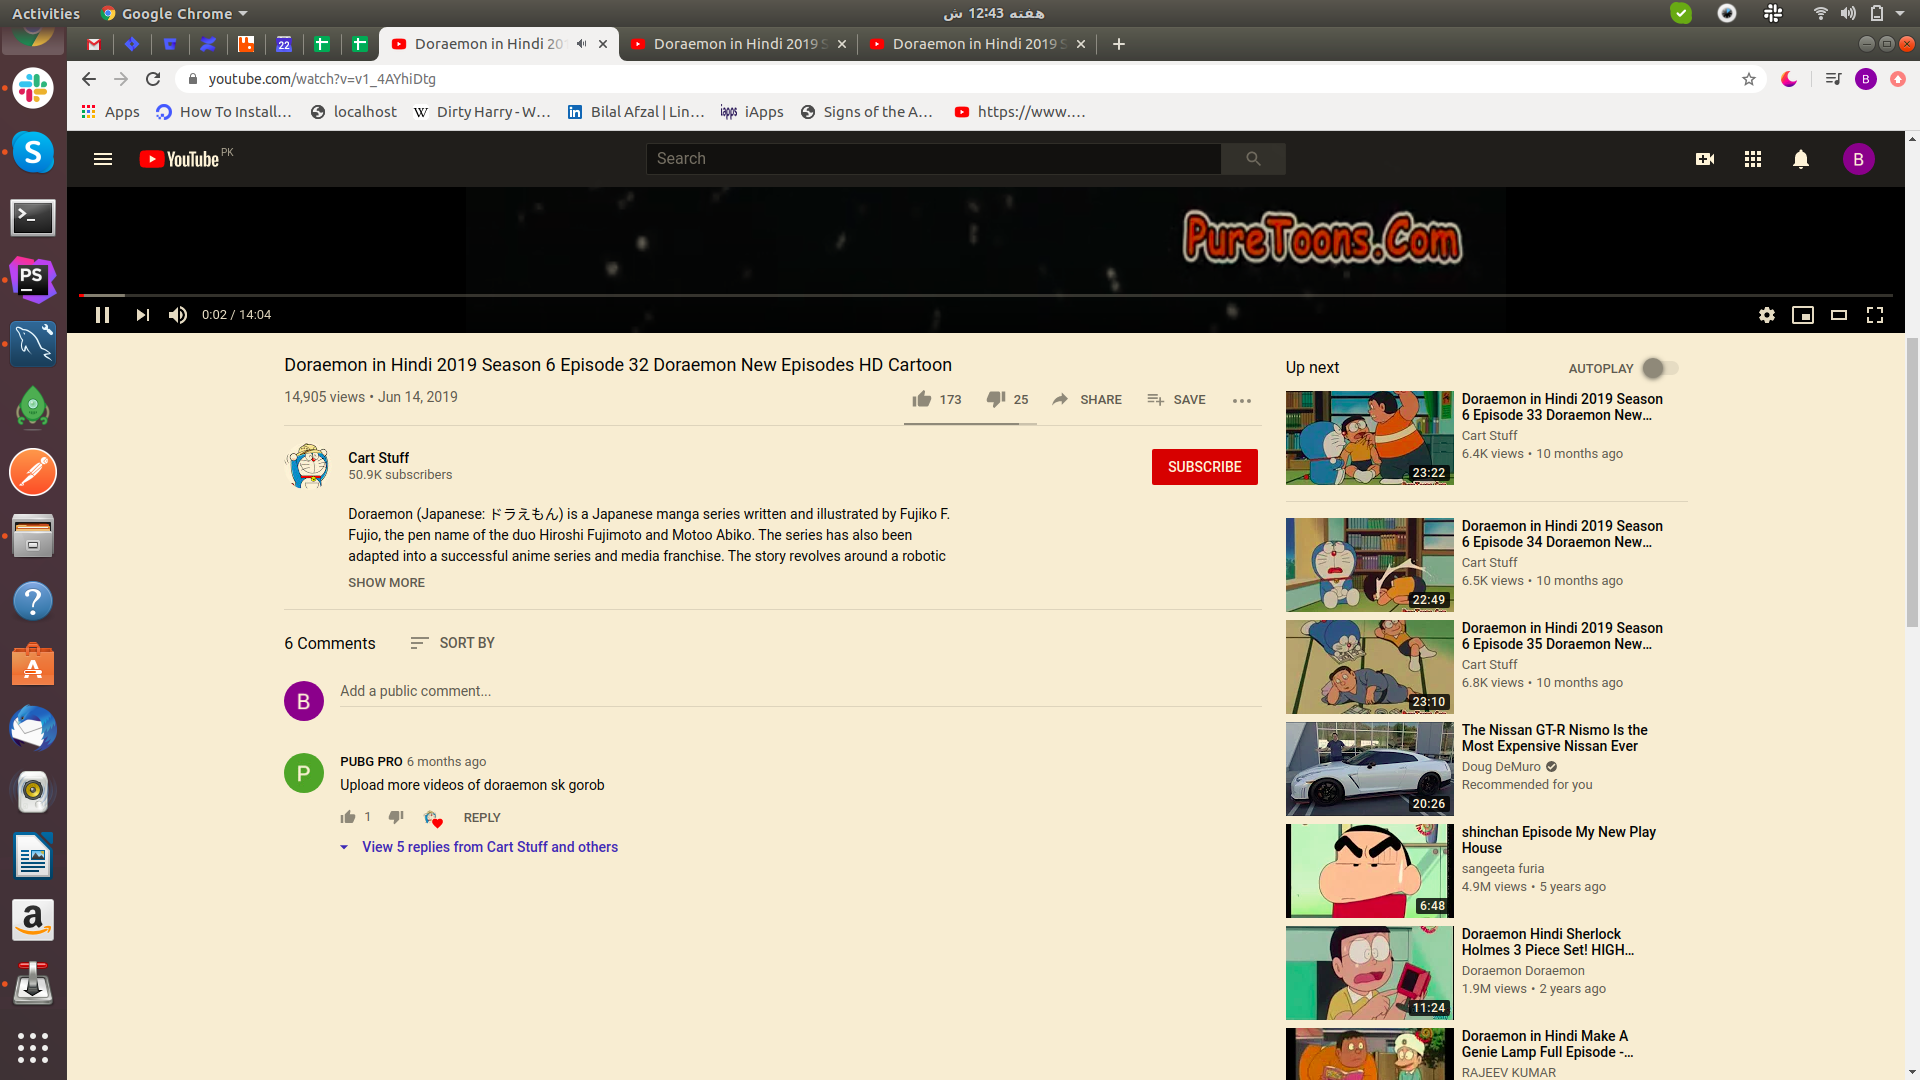 Activities
Google Chrome
هفته 12:43 ش
22
Doraemon in Hindi 20
Doraemon in Hindi 2019 S
Doraemon in Hindi 2019 S
youtube.com/watch?v=v1_4AYhiDtg
B
Apps
How To Install...
localhost
W
Dirty Harry - W...
in
Bilal Afzal | Lin...
iApps
Signs of the A...
https://www....
YouTube PK
Search
B
PureToons.Com
0:02 / 14:04
Doraemon in Hindi 2019 Season 6 Episode 32 Doraemon New Episodes HD Cartoon
14,905 views • Jun 14, 2019
173
25
SHARE
SAVE
Cart Stuff
50.9K subscribers
SUBSCRIBE
Doraemon (Japanese: ドラえもん) is a Japanese manga series written and illustrated by Fujiko F.
Fujio, the pen name of the duo Hiroshi Fujimoto and Motoo Abiko. The series has also been
adapted into a successful anime series and media franchise. The story revolves around a robotic
SHOW MORE
6 Comments
SORT BY
B
Add a public comment...
P
PUBG PRO 6 months ago
Upload more videos of doraemon sk gorob
1
REPLY
View 5 replies from Cart Stuff and others
Up next
AUTOPLAY
Doraemon in Hindi 2019 Season
6 Episode 33 Doraemon New...
Cart Stuff
6.4K views • 10 months ago
23:22
Doraemon in Hindi 2019 Season
6 Episode 34 Doraemon New...
Cart Stuff
6.5K views • 10 months ago
22:49
Doraemon in Hindi 2019 Season
6 Episode 35 Doraemon New...
Cart Stuff
6.8K views • 10 months ago
23:10
The Nissan GT-R Nismo Is the
Most Expensive Nissan Ever
Doug DeMuro
Recommended for you
20:26
shinchan Episode My New Play
House
sangeeta furia
4.9M views • 5 years ago
6:48
Doraemon Hindi Sherlock
Holmes 3 Piece Set! HIGH...
Doraemon Doraemon
1.9M views • 2 years ago
11:24
Doraemon in Hindi Make A
Genie Lamp Full Episode -...
RAJEEV KUMAR
S
PS
?
A
a